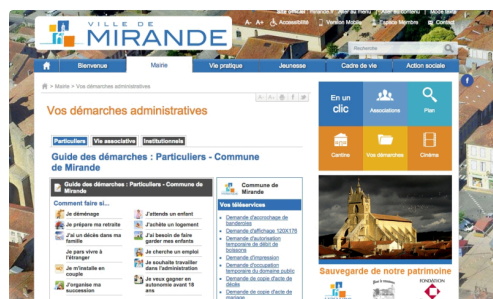 Site officiel
A- A+ Accessibilité Version Mobile Espace Membre Contact
VILLE DE
MIRANDE
Recherche
Bienvenue Mairie Vie pratique Jeunesse Cadre de vie Action sociale
> Mairie > Vos démarches administratives
A- A+
Vos démarches administratives
Particuliers Vie associative Institutionnels
Guide des démarches : Particuliers - Commune
de Mirande
Guide des démarches : Particuliers - Commune de
Mirande
Comment faire si...
Je déménage
Je prépare ma retraite
J'ai un décès dans ma
famille
Je pars vivre à
l'étranger
Je m'installe en
couple
J'organise ma
succession
J'attends un enfant
J'achète un logement
J'ai besoin de faire
garder mes enfants
Je cherche un emploi
Je souhaite travailler
dans l'administration
Je veux gagner en
autonomie avant 18
ans
Commune de
Mirande
Vos téléservices
Demande d'accrochage de
banderoles
Demande d'affichage 120X176
Demande d'autorisation
temporaire de débit de
boissons
Demande d'impression
Demande d'occupation
temporaire du domaine public
Demande de copie d'acte de
décès
Demande de copie d'acte de
mariage
En un
clic
Associations
Plan
Cantine
Vos démarches
Cinéma
Sauvegarde de notre patrimoine
FONDATION